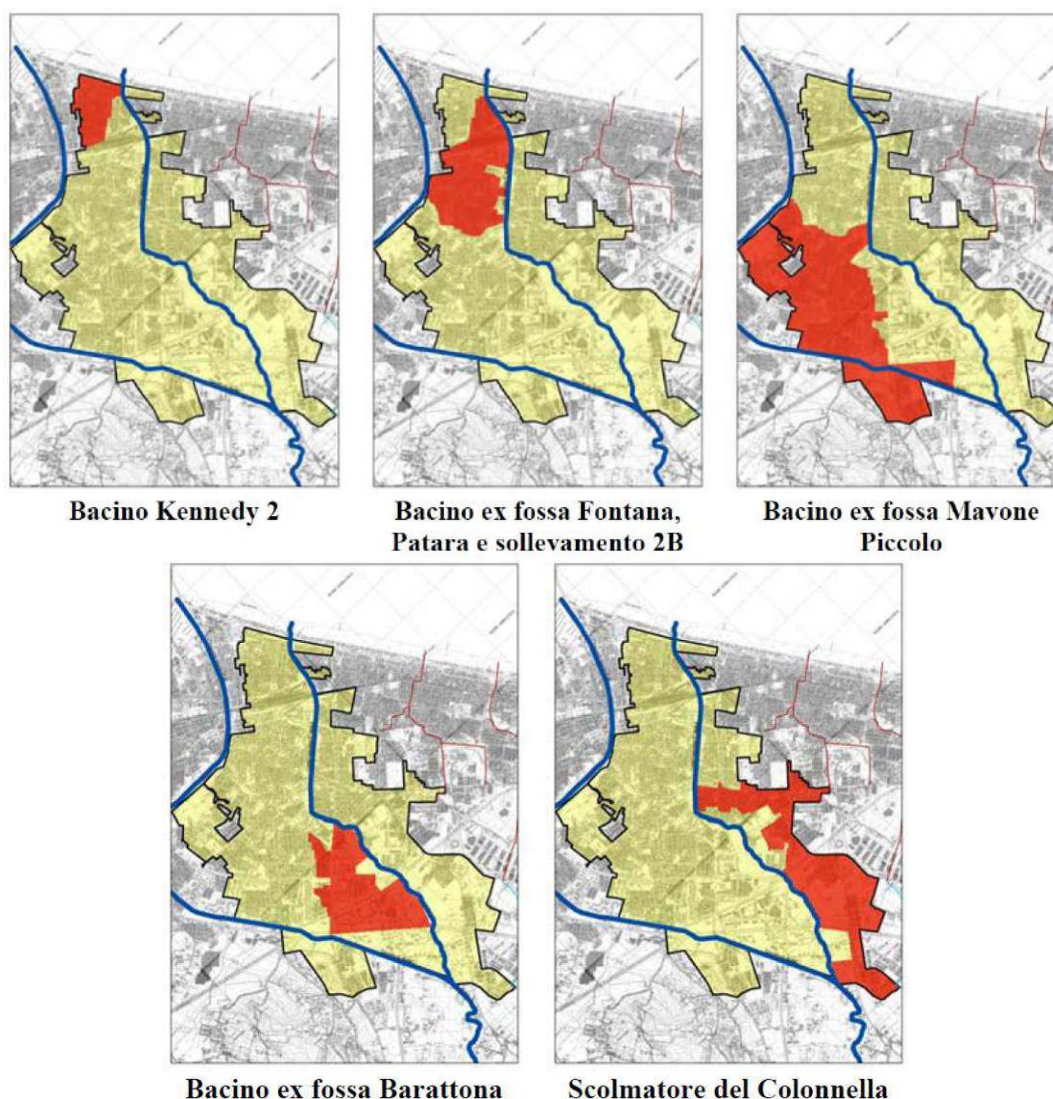 Bacino Kennedy 2
Bacino ex fossa Fontana,
Patara e sollevamento 2B
Bacino ex fossa Mavone
Piccolo
Bacino ex fossa Barattona
Scolmatore del Colonnella